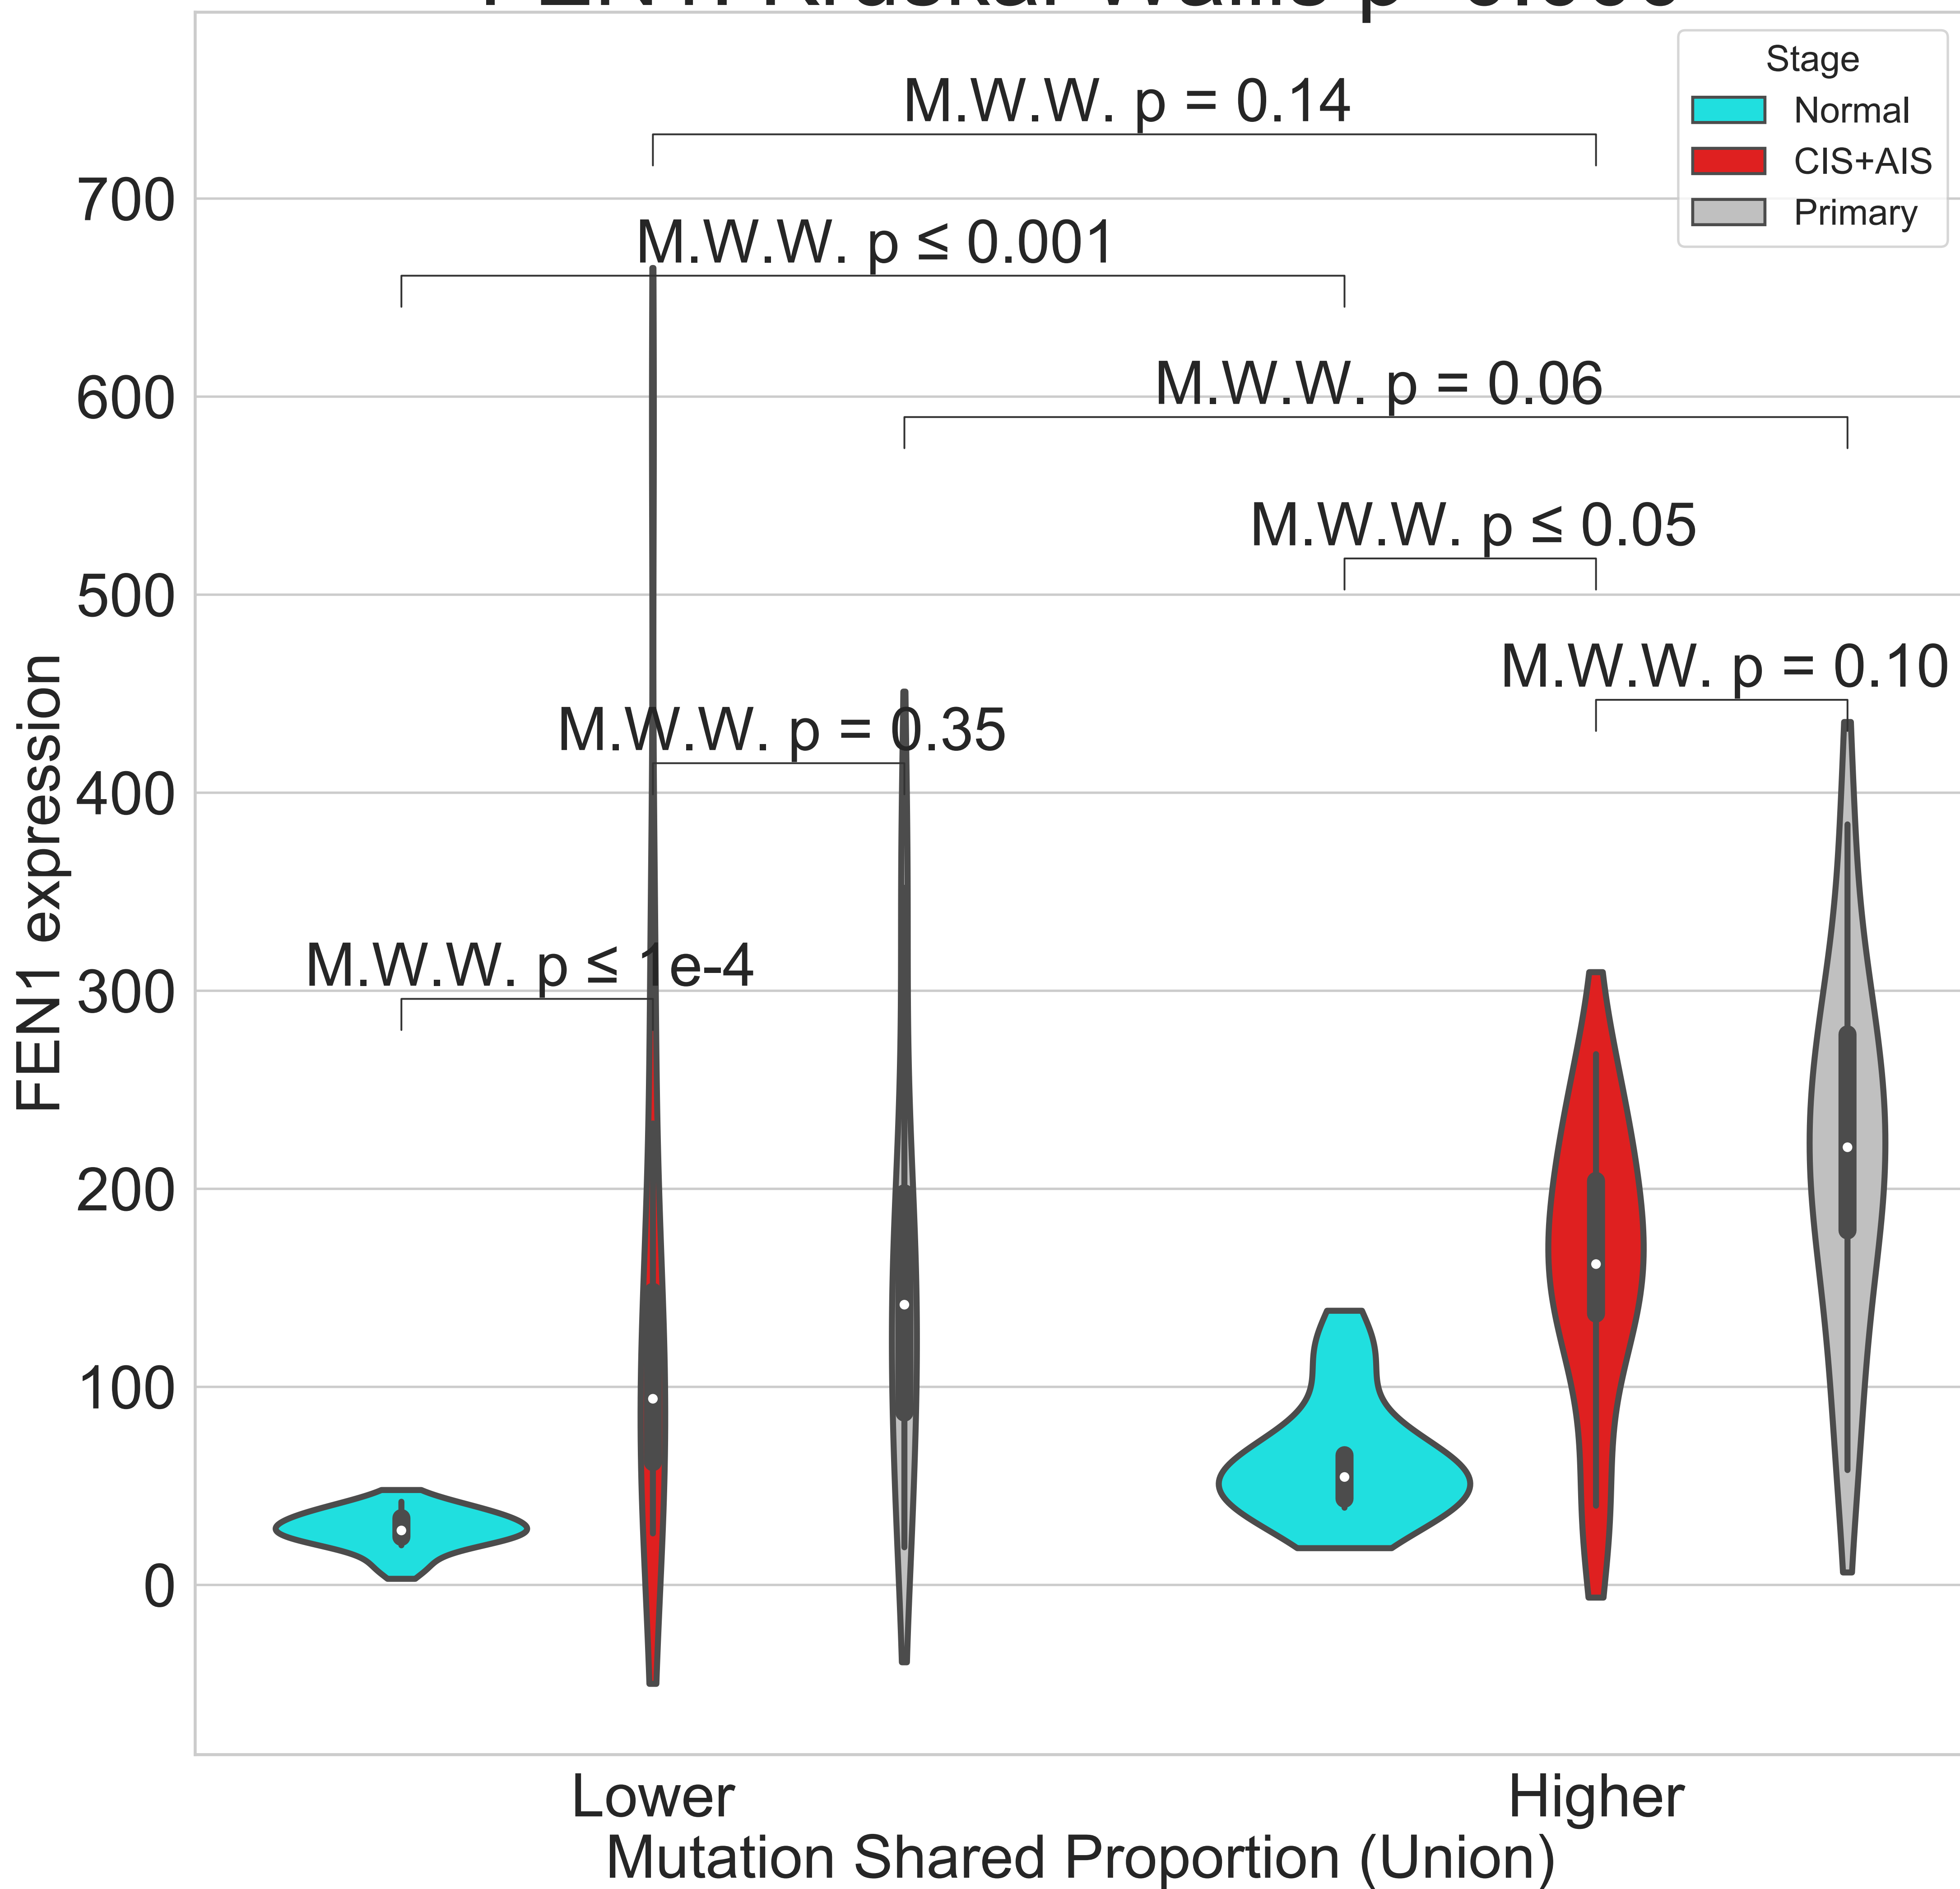 Stage
Normal
CIS+AIS
Primary
M.W.W. p = 0.14
M.W.W. p ≤ 0.001
M.W.W. p = 0.06
M.W.W. p ≤ 0.05
M.W.W. p = 0.10
M.W.W. p = 0.35
M.W.W. p ≤ 1e-4
FEN1 expression
700
600
500
400
300
200
100
0
Lower
Higher
Mutation Shared Proportion (Union)